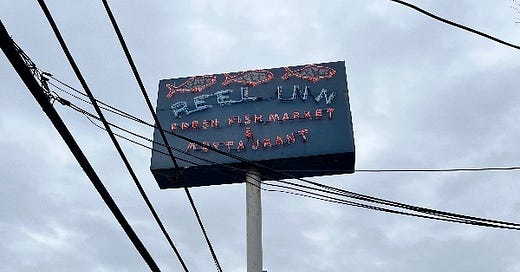 REEL INN
FRESH FISH MARKET
&
RESTAURANT